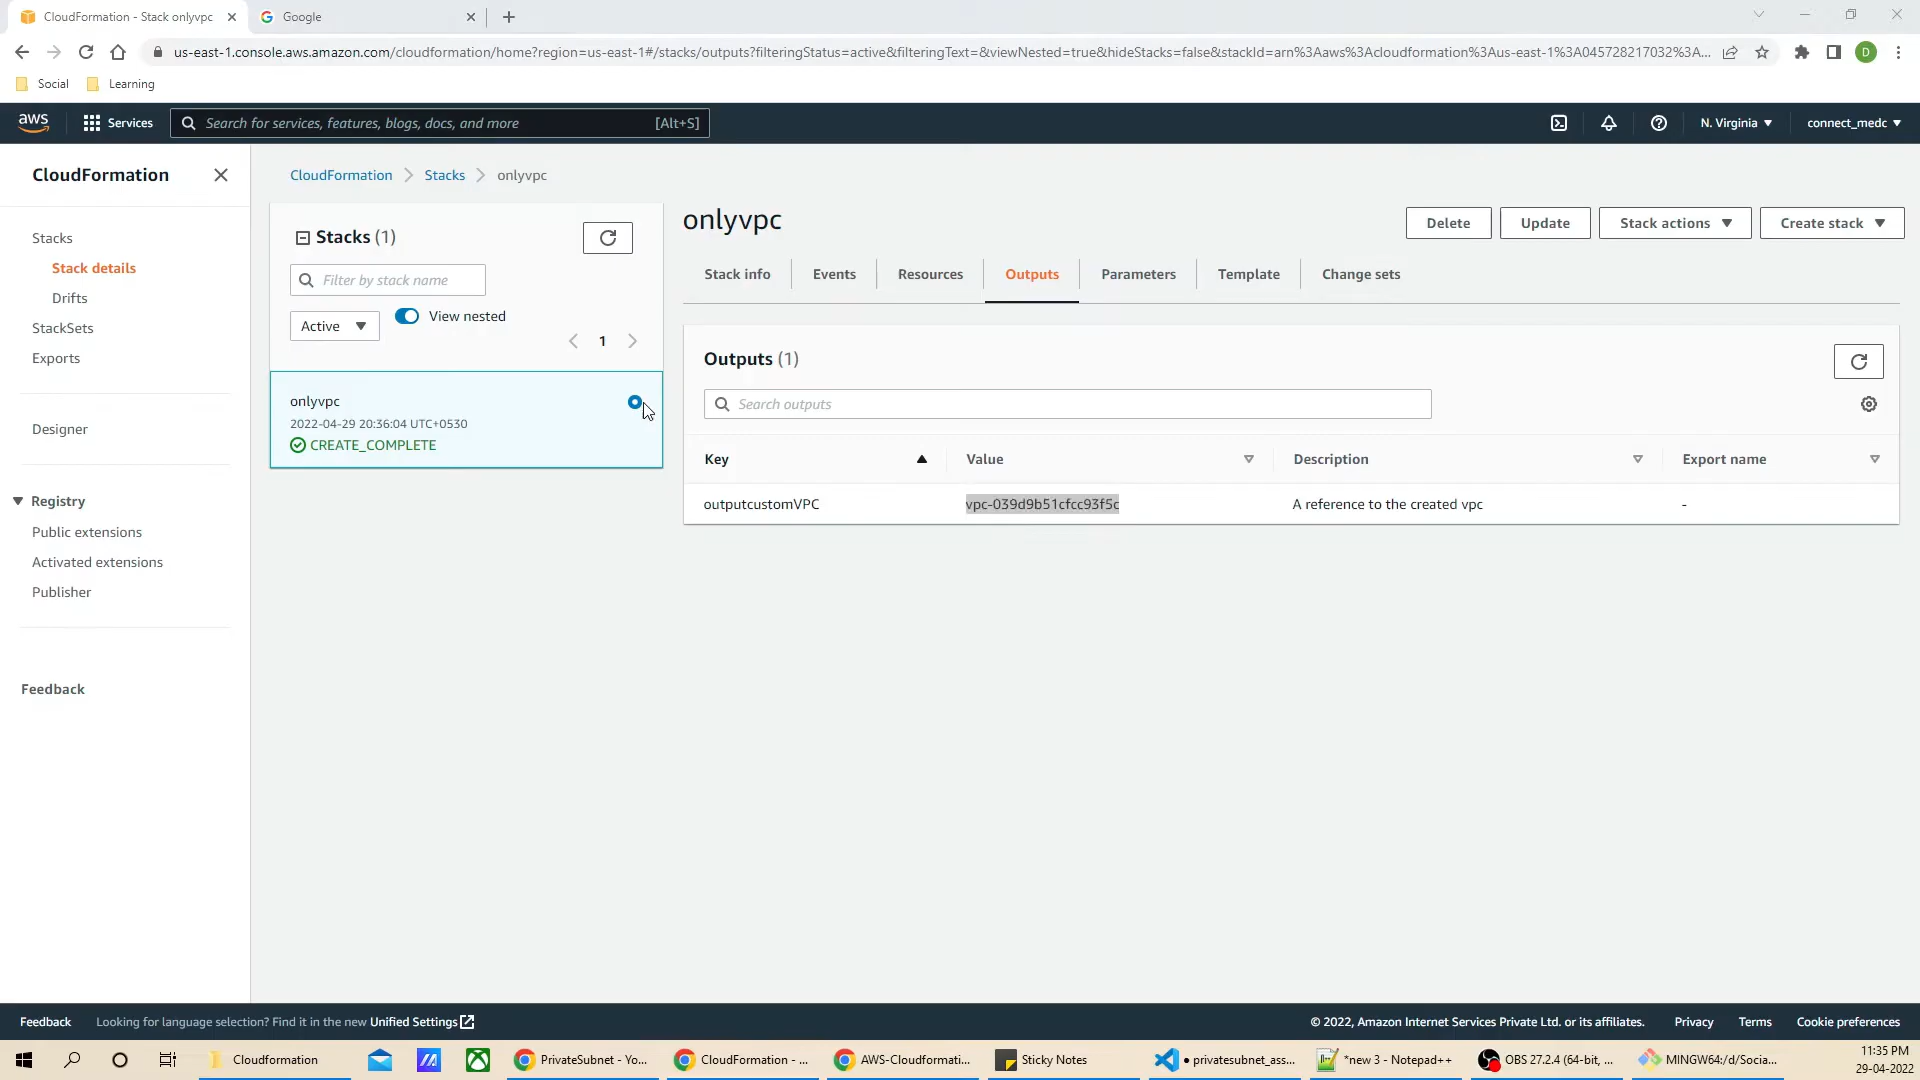 CloudFormation - Stack onlyvpc
Google
us-east-1.console.aws.amazon.com/cloudformation/home?region=us-east-1#/stacks/outputs?filteringStatus=active&filteringText=&viewNested=true&hideStacks=false&stackId=arn%3Aaws%3Acloudformation%3Aus-east-1%3A045728217032%3A...
D
Social
Learning
aws
Services
Search for services, features, blogs, docs, and more
[Alt+S]
N. Virginia
connect_medc
CloudFormation
Stacks
Stack details
Drifts
StackSets
Exports
Designer
Registry
Public extensions
Activated extensions
Publisher
Feedback
CloudFormation
Stacks
onlyvpc
Stacks (1)
Filter by stack name
Active
View nested
1
onlyvpc
2022-04-29 20:36:04 UTC+0530
CREATE_COMPLETE
onlyvpc
Delete
Update
Stack actions
Create stack
Stack info
Events
Resources
Outputs
Parameters
Template
Change sets
Outputs (1)
Search outputs
Key
Value
Description
Export name
outputcustomVPC
vpc-039d9b51cfcc93f5c
A reference to the created vpc
-
Feedback
Looking for language selection? Find it in the new Unified Settings
© 2022, Amazon Internet Services Private Ltd. or its affiliates.
Privacy
Terms
Cookie preferences
Cloudformation
PrivateSubnet - Yo...
CloudFormation - ...
AWS-Cloudformati...
Sticky Notes
● privatesubnet_ass...
*new 3 - Notepad++
OBS 27.2.4 (64-bit, ...
MINGW64:/d/Socia...
11:35 PM
29-04-2022